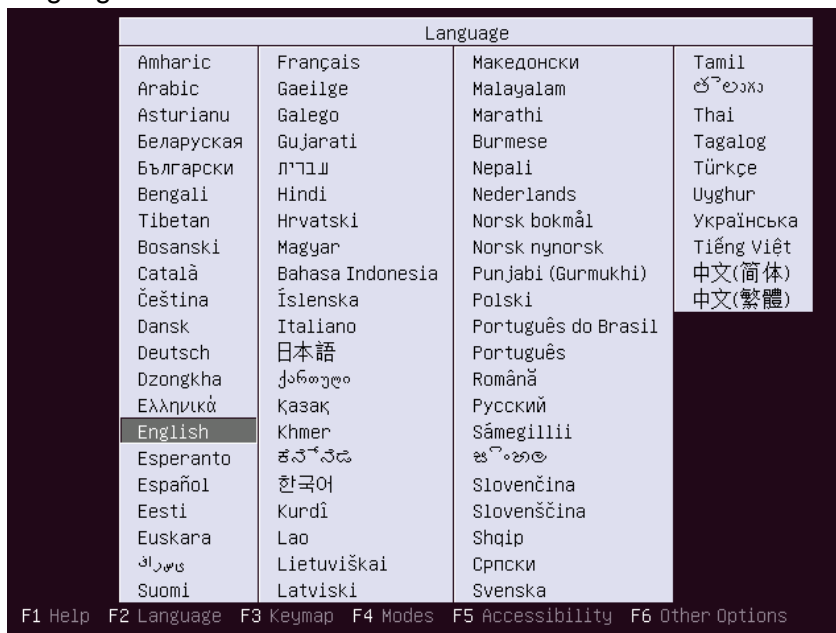 Language
Amharic
Arabic
Asturianu
Беларуская
Български
Bengali
Tibetan
Bosanski
Català
Čeština
Dansk
Deutsch
Dzongkha
Ελληνικά
English
Esperanto
Español
Eesti
Euskara
فارسی
Suomi
Français
Gaeilge
Galego
Gujarati
עברית
Hindi
Hrvatski
Magyar
Bahasa Indonesia
Íslenska
Italiano
日本語
ქართული
Қазақ
Khmer
ಕನ್ನಡ
한국어
Kurdî
Lao
Lietuviškai
Latviski
Македонски
Malayalam
Marathi
Burmese
Nepali
Nederlands
Norsk bokmål
Norsk nynorsk
Punjabi (Gurmukhi)
Polski
Português do Brasil
Português
Română
Русский
Sámegillii
සිංහල
Slovenčina
Slovenščina
Shqip
Српски
Svenska
Tamil
తెలుగు
Thai
Tagalog
Türkçe
Uyghur
Українська
Tiếng Việt
中文(简体)
中文(繁體)
F1 Help F2 Language F3 Keymap F4 Modes F5 Accessibility F6 Other Options